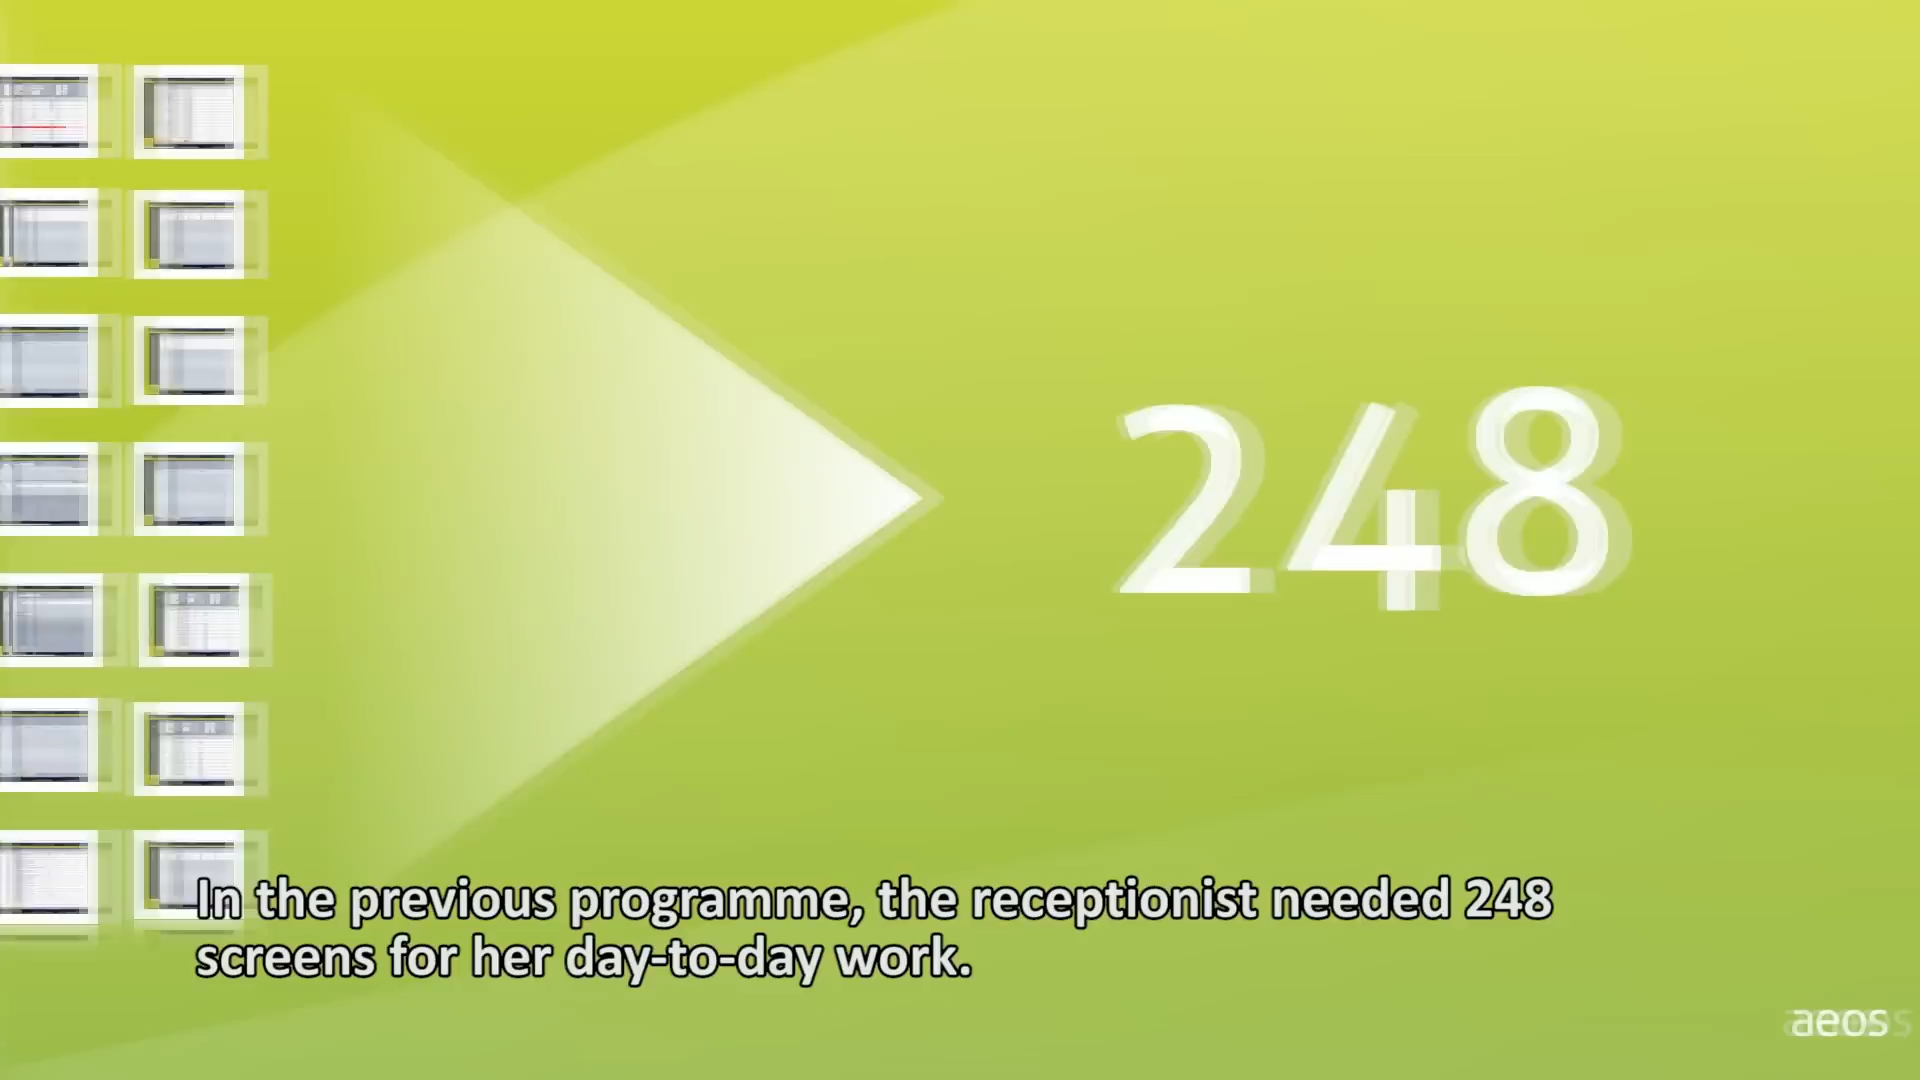 248
In the previous programme, the receptionist needed 248
screens for her day-to-day work.
aeos